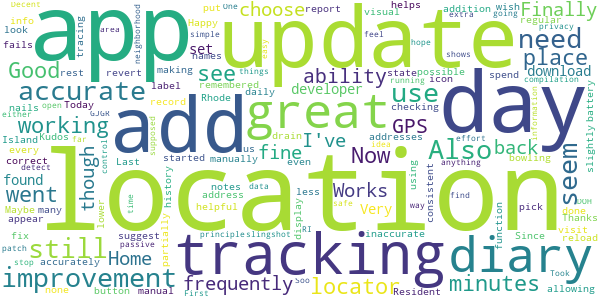 info
Decent
area
neighborhood
app
look
fails
tracing
Happy
set
making
put
One
extra
simple
names
rest
revert
things
easy
update
visual
addition
helps
choose
report
wish
going
regular
privacy
Finally
need
place
download
icon
possible
state
shows
running
Good
accurate
working
open
Today
label
record
nails
Rhode
Island
Kudos
GJGR
far
either
add
see
daily
feel
hope
ability
developer
remembered
us
started
manually
spend
checking
drain
addresses
idea
even
great
use
GPS
I've
fine
Now
day
battery
slightly
compilation
information
Also
back
bowling
seem
every
correct
supposed
control
though
went
Last
address
history
notes
data
less
Works
using
consistent
anything
effort
function
Maybe
many
found
appear
time
accurately
partially
helpful
safe
way
find
Very
location
display
inaccurate
pick
Since
done
Thanks
visit
reload
OOH
fix
lower
detect
still
Home
manual
suggest
principle
slingshot
RI
tracking
diary
patch
stop
none
button
passive
improvement
frequently
First
Soo
locator
Resident
minutes
Took
allowing